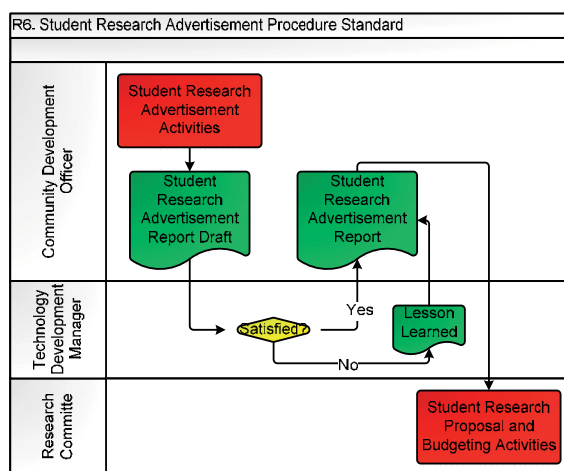 R6. Student Research Advertisement Procedure Standard
Community Development
Officer
Student Research
Advertisement
Activities
Student
Research
Advertisement
Report Draft
Student
Research
Advertisement
Report
Technology
Development
Manager
Satisfied?
Yes
No
Lesson
Learned
Research
Committe
Student Research
Proposal and
Budgeting Activities